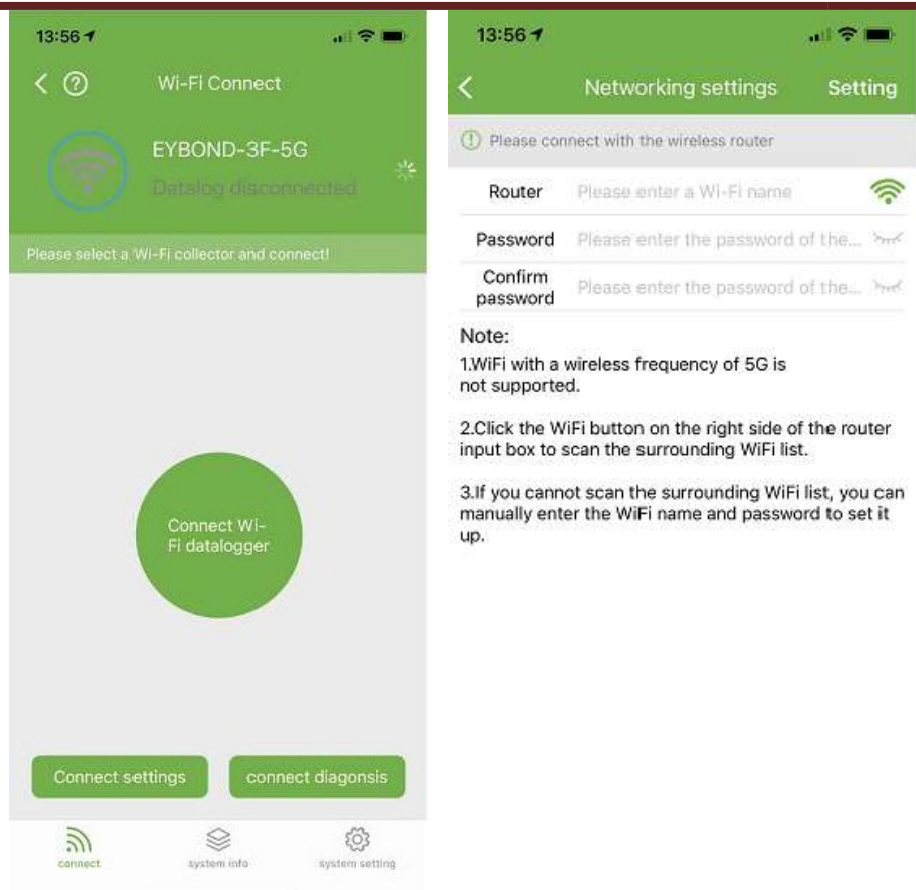 13:56
Wi-Fi Connect
EYBOND-3F-5G
Datalog disconnected
Please select a Wi-Fi collector and connect!
Connect Wi-
Fi datalogger
Connect settings
connect diagonsis
connect
system info
system setting
13:56
Networking settings
Setting
Please connect with the wireless router
Router
Please enter a Wi-Fi name
Password
Please enter the password of the...
Confirm
password
Please enter the password of the...
Note:
1.WiFi with a wireless frequency of 5G is
not supported.
2.Click the WiFi button on the right side of the router
input box to scan the surrounding WiFi list.
3.If you cannot scan the surrounding WiFi list, you can
manually enter the WiFi name and password to set it
up.